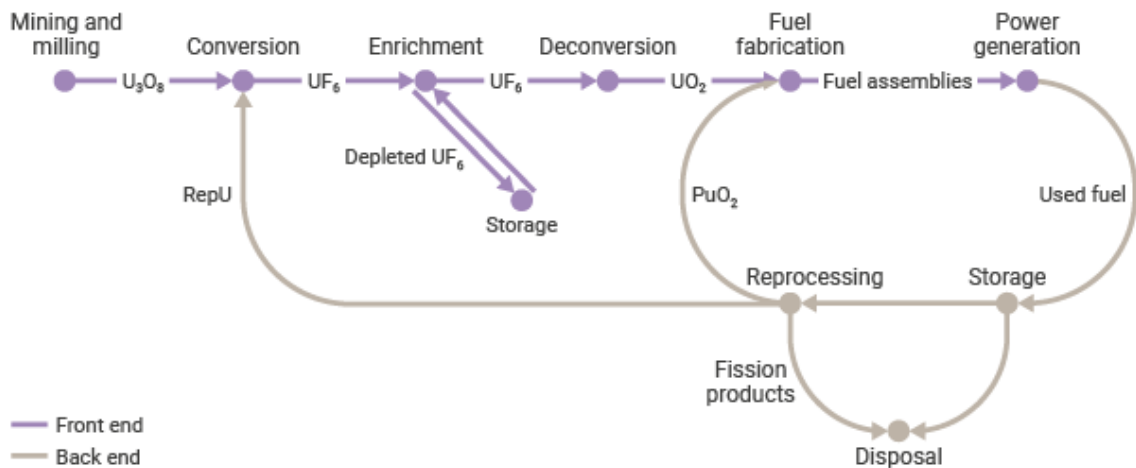 Mining and
milling
Conversion
Enrichment
Deconversion
Fuel
fabrication
Power
generation
U₃O₈
UF₆
UF₆
UO₂
Fuel assemblies
Depleted UF₆
Storage
RepU
PuO₂
Used fuel
Reprocessing
Storage
Fission
products
Disposal
Front end
Back end